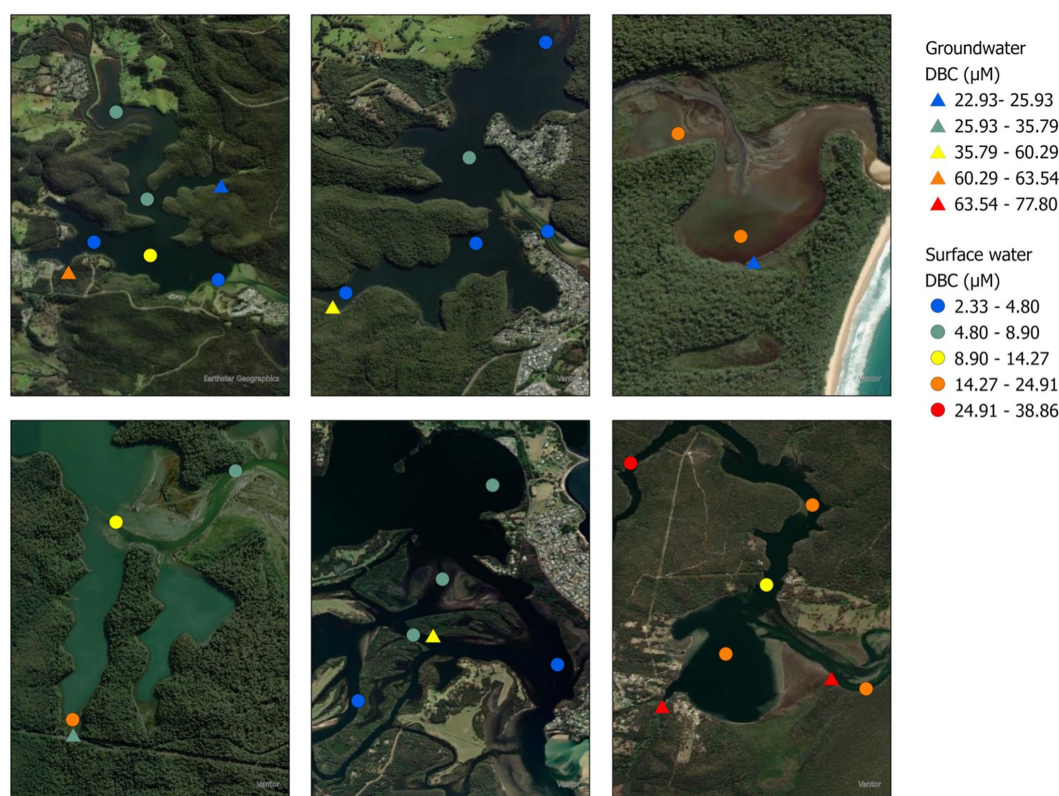 Groundwater
DBC (µM)
22.93- 25.93
25.93 - 35.79
35.79 - 60.29
60.29 - 63.54
63.54 - 77.80
Surface water
DBC (µM)
2.33 - 4.80
4.80 - 8.90
8.90 - 14.27
14.27 - 24.91
24.91 - 38.86
Earthstar Geographics
Vantor
Vantor
Vantor
Vantor
Vantor